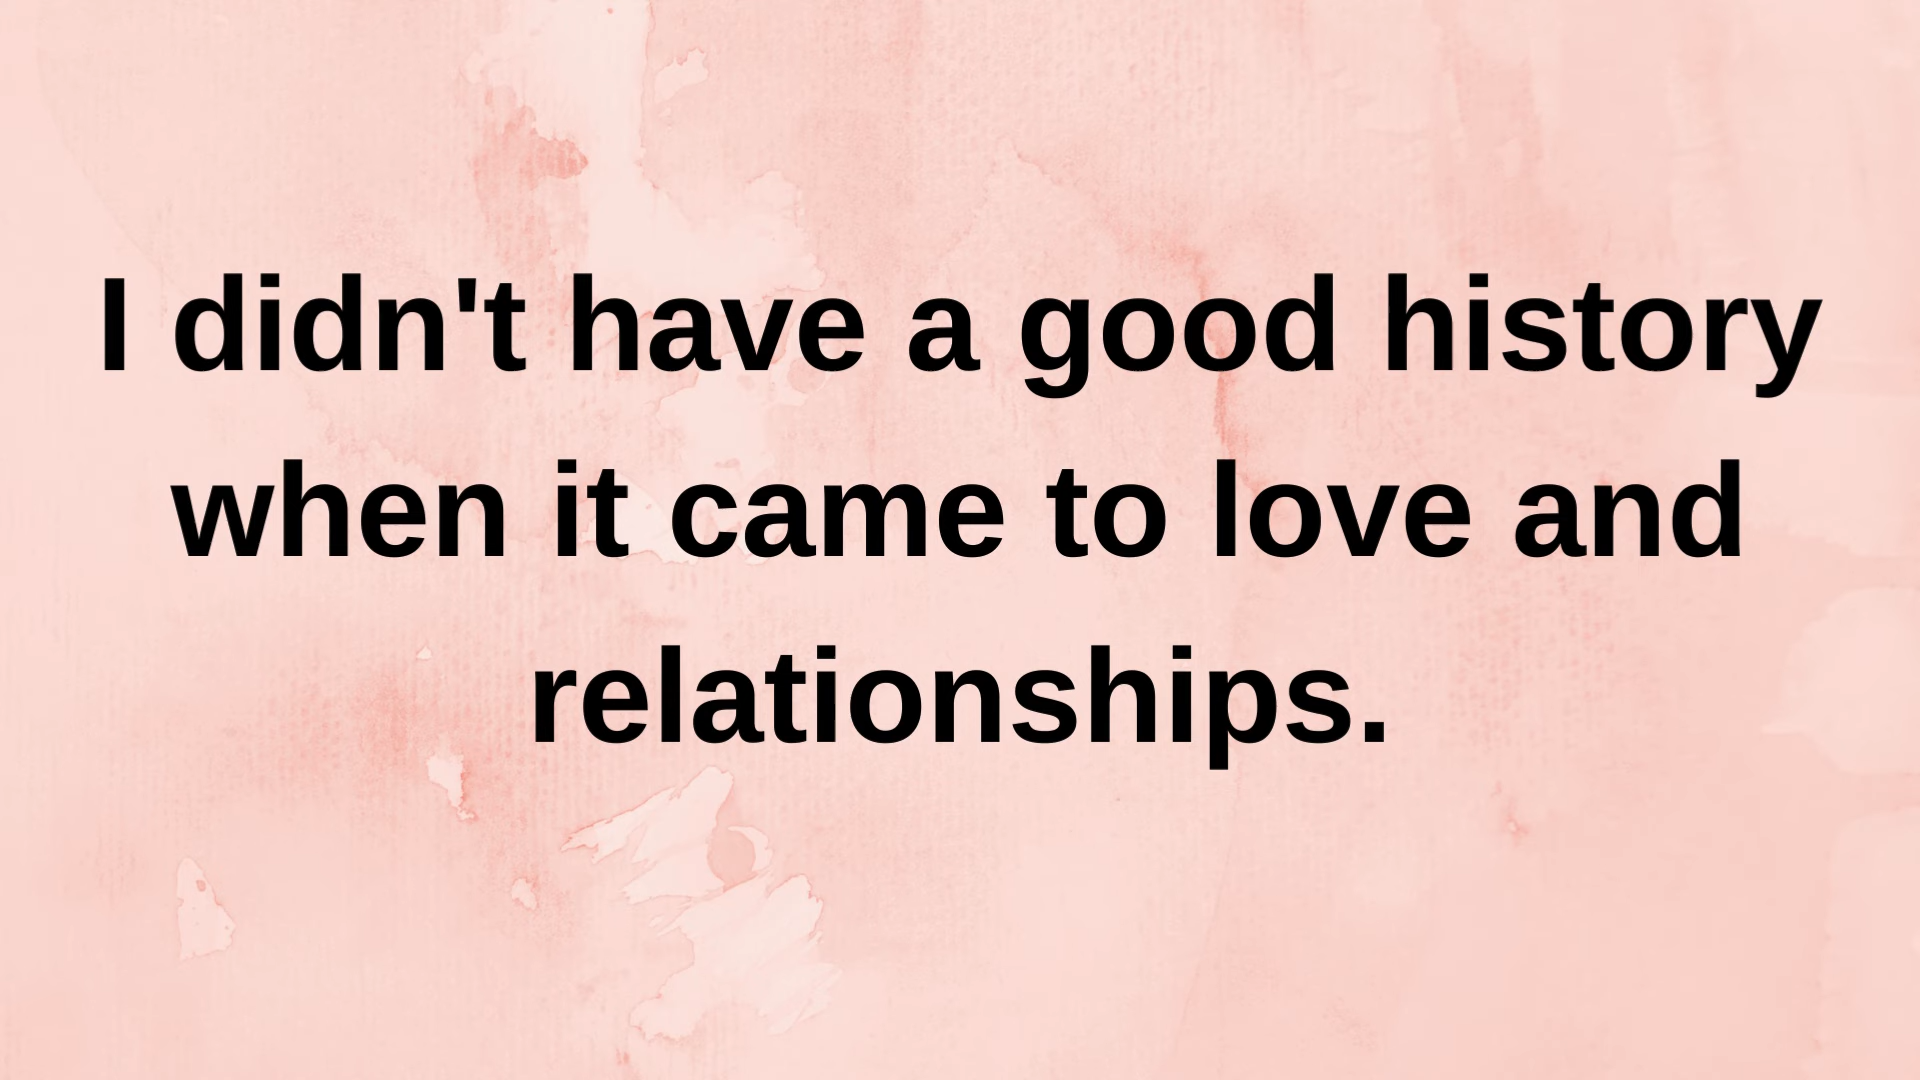 I didn't have a good history
when it came to love and
relationships.